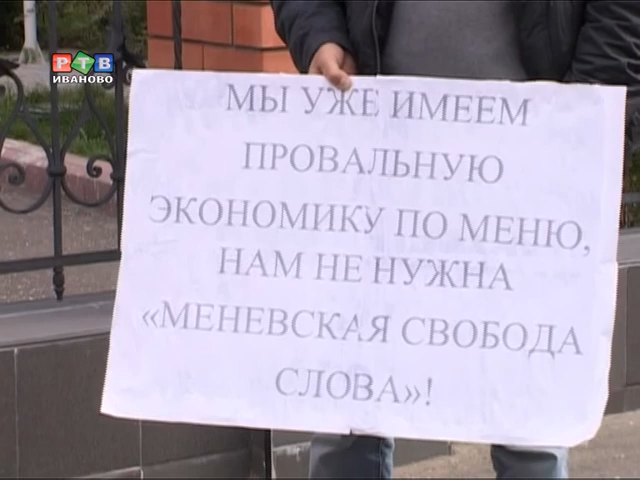 РТВ
ИВАНОВО
МЫ УЖЕ ИМЕЕМ
ПРОВАЛЬНУЮ
ЭКОНОМИКУ ПО МЕНЮ,
НАМ НЕ НУЖНА
«МЕНЕВСКАЯ СВОБОДА
СЛОВА»!